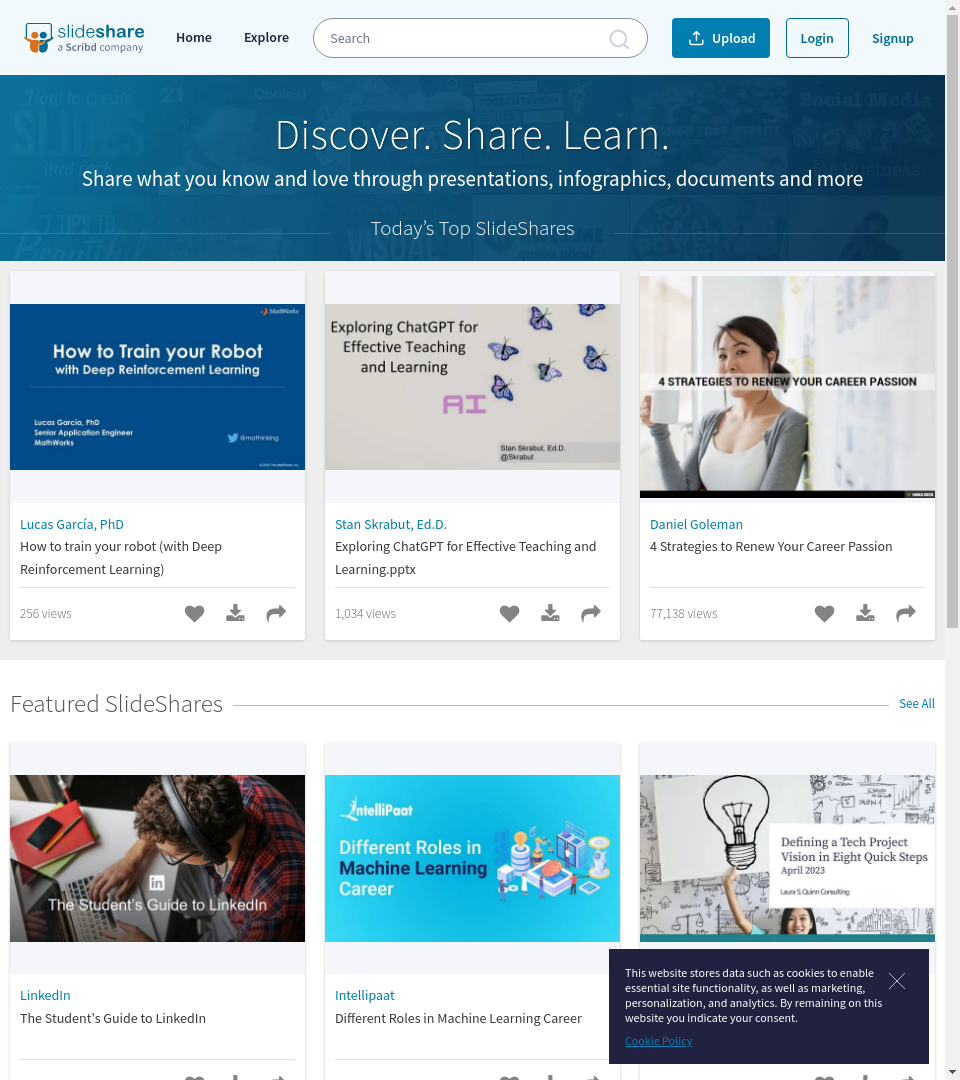 slideshare
a Scribd company
Home
Explore
Search
Upload
Login
Signup
Discover. Share. Learn.
Share what you know and love through presentations, infographics, documents and more
Today’s Top SlideShares
MathWorks
How to Train your Robot
with Deep Reinforcement Learning
Lucas García, PhD
Senior Application Engineer
MathWorks
@mathinking
Exploring ChatGPT for
Effective Teaching
and Learning
AI
Stan Skrabut, Ed.D.
@Skrabut
4 STRATEGIES TO RENEW YOUR CAREER PASSION
Lucas García, PhD
How to train your robot (with Deep
Reinforcement Learning)
256 views
Stan Skrabut, Ed.D.
Exploring ChatGPT for Effective Teaching and
Learning.pptx
1,034 views
Daniel Goleman
4 Strategies to Renew Your Career Passion
77,138 views
Featured SlideShares
See All
in
The Student's Guide to LinkedIn
IntelliPaat
Different Roles in
Machine Learning
Career
Defining a Tech Project
Vision in Eight Quick Steps
April 2023
Laura S. Quinn Consulting
LinkedIn
The Student's Guide to LinkedIn
Intellipaat
Different Roles in Machine Learning Career
This website stores data such as cookies to enable
essential site functionality, as well as marketing,
personalization, and analytics. By remaining on this
website you indicate your consent.
Cookie Policy